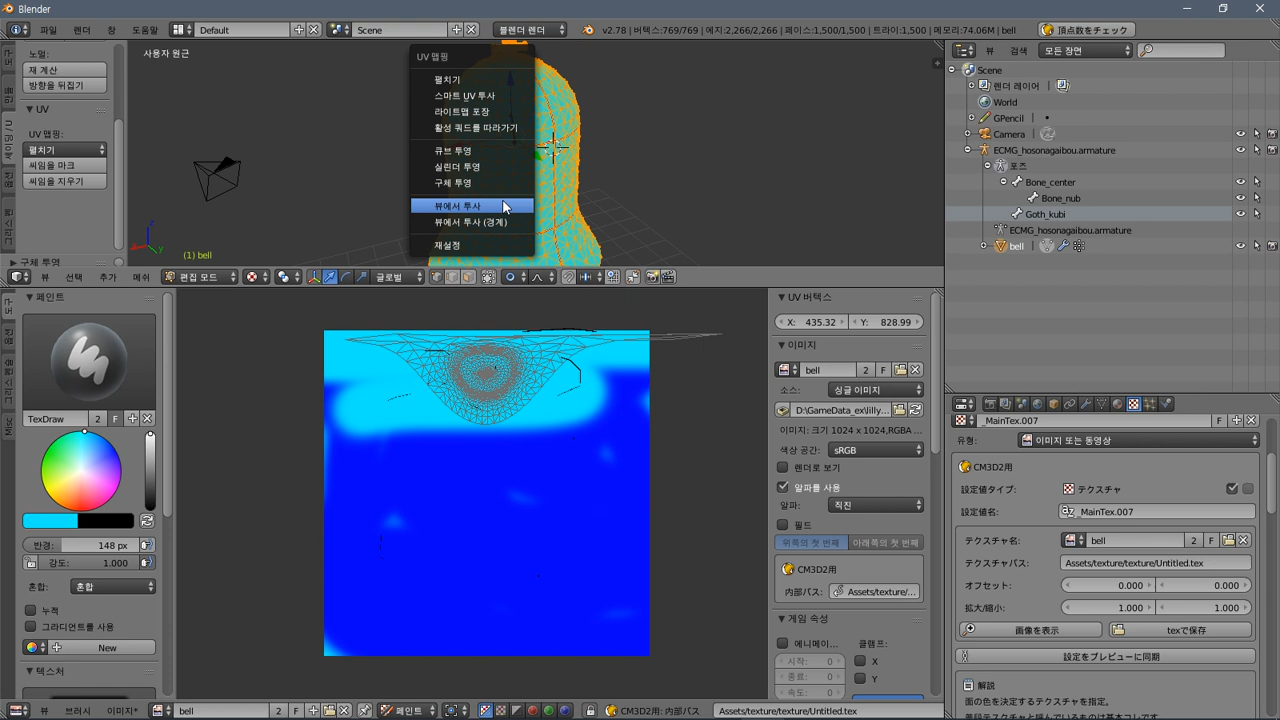 Blender
파일
렌더
창
도움말
Default
Scene
블렌더 렌더
v2.78 | 버텍스:769/769 | 에지:2,266/2,266 | 페이스:1,500/1,500 | 트라이:1,500 | 메모리:74.06M | bell
頂点数をチェック
노멀:
재 계산
방향을 뒤집기
UV
UV 맵핑:
펼치기
씨임을 마크
씨임을 지우기
구체 투영
사용자 원근
(1) bell
UV 맵핑
펼치기
스마트 UV 투사
라이트맵 포장
활성 쿼드를 따라가기
큐브 투영
실린더 투영
구체 투영
뷰에서 투사
뷰에서 투사 (경계)
재설정
뷰
선택
추가
메쉬
편집 모드
글로벌
뷰
검색
모든 장면
Scene
렌더 레이어
World
GPencil
Camera
ECMG_hosonagaibou.armature
포즈
Bone_center
Bone_nub
Goth_kubi
ECMG_hosonagaibou.armature
bell
페인트
TexDraw
2
F
반경:
148 px
강도:
1.000
혼합:
혼합
누적
그라디언트를 사용
New
텍스처
Misc
UV 버텍스
X: 435.32
Y: 828.99
이미지
bell
2
F
소스:
싱글 이미지
D:\GameData_ex\lilly...
이미지: 크기 1024 x 1024,RGBA ...
색상 공간:
sRGB
렌더로 보기
알파를 사용
알파:
직진
필드
위쪽의 첫 번째
아래쪽의 첫 번째
CM3D2用
内部パス:
Assets/texture/...
게임 속성
에니메이...
클램프:
시작: 0
X
종료: 0
Y
속도: 0
뷰
브러시
이미지*
bell
2
F
페인트
CM3D2用: 内部パス
Assets/texture/texture/Untitled.tex
_MainTex.007
F
유형:
이미지 또는 동영상
CM3D2用
設定値タイプ:
テクスチャ
設定値名:
_MainTex.007
テクスチャ名:
bell
2
F
テクスチャパス:
Assets/texture/texture/Untitled.tex
オフセット:
0.000
0.000
拡大/縮小:
1.000
1.000
画像を表示
texで保存
設定をプレビューに同期
解説
面の色を決定するテクスチャを指定。